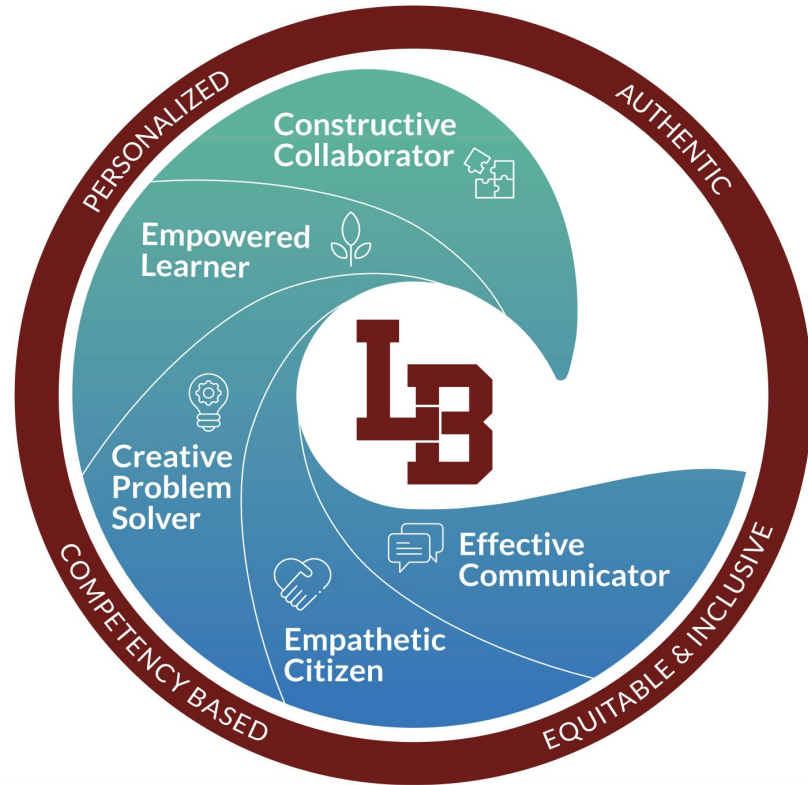 PERSONALIZED
AUTHENTIC
Constructive
Collaborator
Empowered
Learner
LB
Creative
Problem
Solver
Effective
Communicator
Empathetic
Citizen
COMPETENCY BASED
EQUITABLE & INCLUSIVE